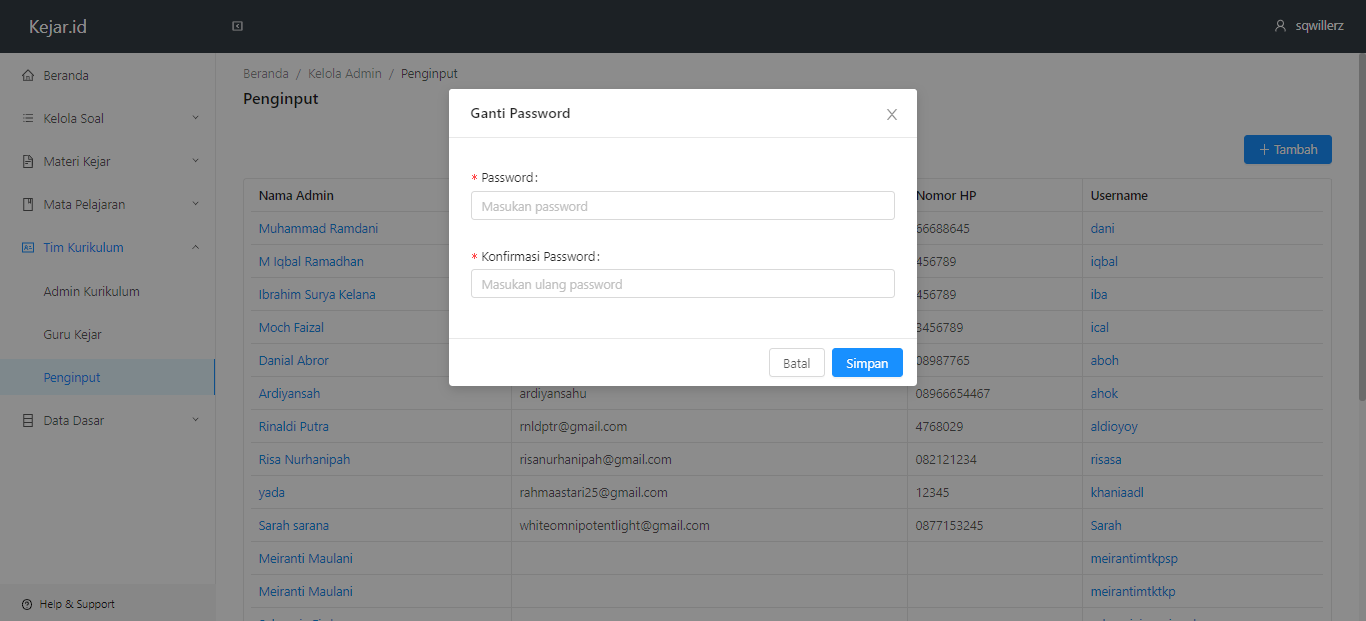 Kejar.id
sqwillerz
Beranda
Kelola Soal
Materi Kejar
Mata Pelajaran
Tim Kurikulum
Admin Kurikulum
Guru Kejar
Penginput
Data Dasar
Help & Support
Beranda / Kelola Admin / Penginput
Penginput
+ Tambah
Ganti Password
* Password:
Masukan password
* Konfirmasi Password:
Masukan ulang password
Batal Simpan
Nama Admin Nomor HP Username
Muhammad Ramdani 66688645 dani
M Iqbal Ramadhan 456789 iqbal
Ibrahim Surya Kelana 456789 iba
Moch Faizal 3456789 ical
Danial Abror 08987765 aboh
Ardiyansah ardiyansahu 08966654467 ahok
Rinaldi Putra rnldptr@gmail.com 4768029 aldioyoy
Risa Nurhanipah risanurhanipah@gmail.com 082121234 risasa
yada rahmaastari25@gmail.com 12345 khaniaadl
Sarah sarana whiteomnipotentlight@gmail.com 0877153245 Sarah
Meiranti Maulani meirantimtkpsp
Meiranti Maulani meirantimtktkp